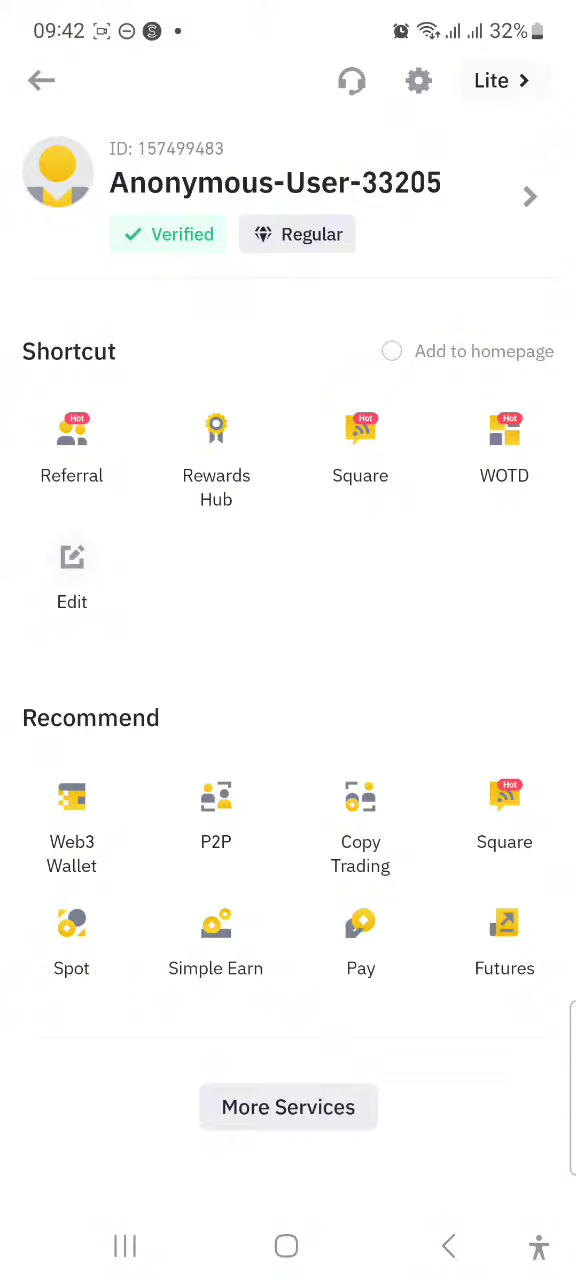 09:42 32%
Lite
ID: 157499483
Anonymous-User-33205
Verified Regular
Shortcut Add to homepage
Hot Hot Hot
Referral Rewards Square WOTD
Hub
Edit
Recommend
Hot
Web3 P2P Copy Square
Wallet Trading
Spot Simple Earn Pay Futures
More Services